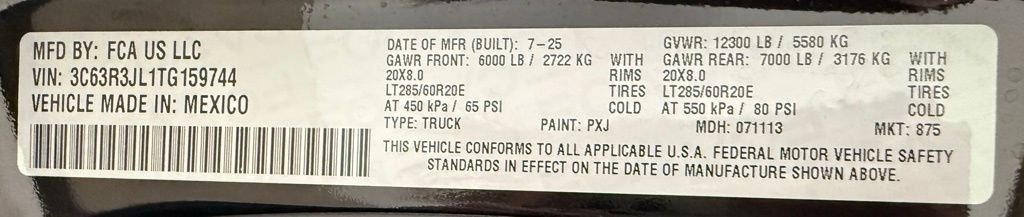 MFD BY: FCA US LLC
VIN: 3C63R3JL1TG159744
VEHICLE MADE IN: MEXICO
DATE OF MFR (BUILT): 7-25 GVWR: 12300 LB / 5580 KG
GAWR FRONT: 6000 LB / 2722 KG WITH GAWR REAR: 7000 LB / 3176 KG WITH
20X8.0 RIMS 20X8.0 RIMS
LT285/60R20E TIRES LT285/60R20E TIRES
AT 450 kPa / 65 PSI COLD AT 550 kPa / 80 PSI COLD
TYPE: TRUCK PAINT: PXJ MDH: 071113 MKT: 875
THIS VEHICLE CONFORMS TO ALL APPLICABLE U.S.A. FEDERAL MOTOR VEHICLE SAFETY
STANDARDS IN EFFECT ON THE DATE OF MANUFACTURE SHOWN ABOVE.